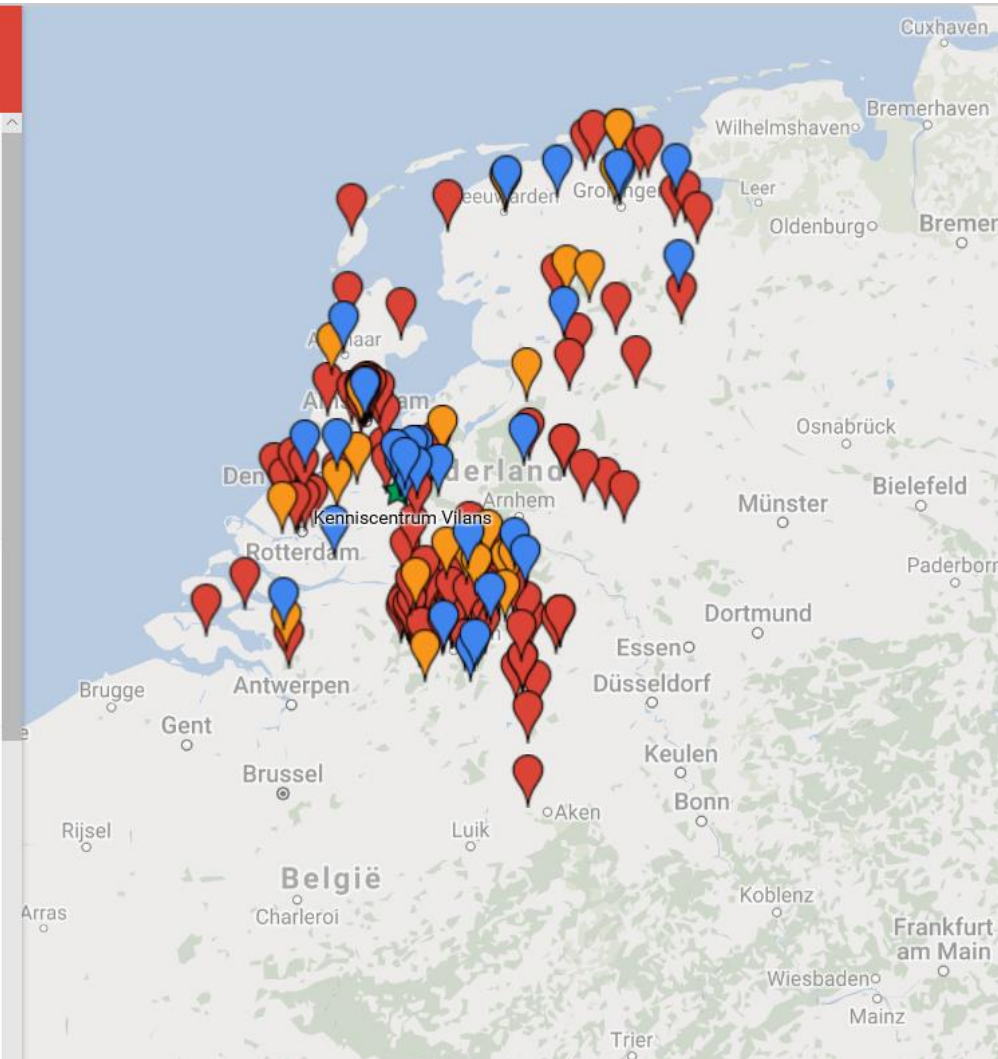 Cuxhaven
Bremerhaven
Wilhelmshaven
Leer
Oldenburg
Bremer
Osnabrück
Arnhem
Münster
Bielefeld
Kenniscentrum Vilans
Rotterdam
Paderborn
Dortmund
Essen
Düsseldorf
Brugge
Antwerpen
Gent
Keulen
Brussel
Bonn
Aken
Rijsel
Luik
België
Koblenz
Arras
Charleroi
Frankfurt
am Main
Wiesbaden
Mainz
Trier